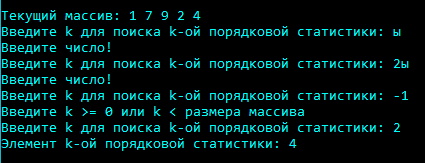 Текущий массив: 1 7 9 2 4
Введите k для поиска k-ой порядковой статистики: ы
Введите число!
Введите k для поиска k-ой порядковой статистики: 2ы
Введите число!
Введите k для поиска k-ой порядковой статистики: -1
Введите k >= 0 или k < размера массива
Введите k для поиска k-ой порядковой статистики: 2
Элемент k-ой порядковой статистики: 4